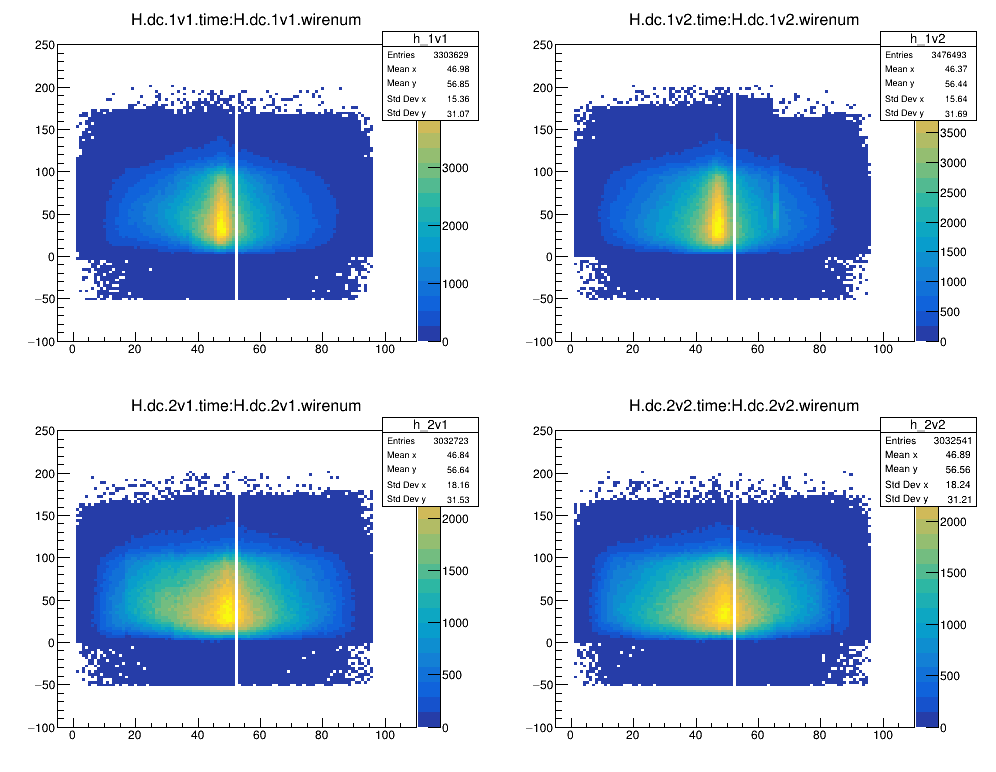 H.dc.1v1.time:H.dc.1v1.wirenum
h_1v1
Entries 3303629
Mean x 46.98
Mean y 56.85
Std Dev x 15.36
Std Dev y 31.07
250
200
150
100
50
0
−50
−100
0 20 40 60 80 100
3000
2000
1000
0
H.dc.1v2.time:H.dc.1v2.wirenum
h_1v2
Entries 3476493
Mean x 46.37
Mean y 56.44
Std Dev x 15.64
Std Dev y 31.69
250
200
150
100
50
0
−50
−100
0 20 40 60 80 100
3500
3000
2500
2000
1500
1000
500
0
H.dc.2v1.time:H.dc.2v1.wirenum
h_2v1
Entries 3032723
Mean x 46.84
Mean y 56.64
Std Dev x 18.16
Std Dev y 31.53
250
200
150
100
50
0
−50
−100
0 20 40 60 80 100
2000
1500
1000
500
0
H.dc.2v2.time:H.dc.2v2.wirenum
h_2v2
Entries 3032541
Mean x 46.89
Mean y 56.56
Std Dev x 18.24
Std Dev y 31.21
250
200
150
100
50
0
−50
−100
0 20 40 60 80 100
2000
1500
1000
500
0